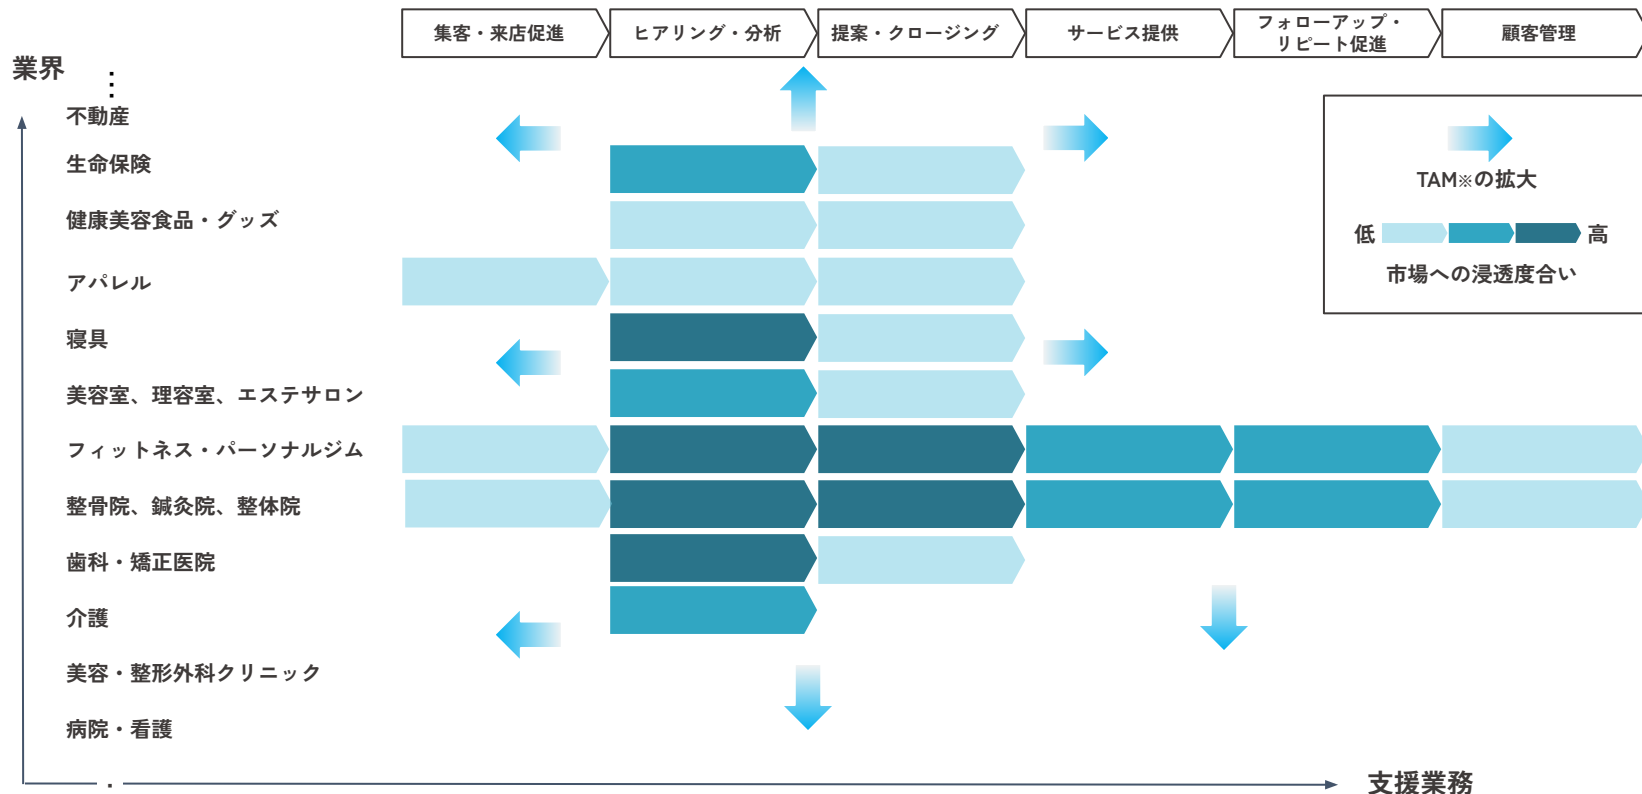 集客・来店促進
ヒアリング・分析
提案・クロージング
サービス提供
フォローアップ・
リピート促進
顧客管理
業界
⋮
不動産
生命保険
健康美容食品・グッズ
アパレル
寝具
美容室、理容室、エステサロン
フィットネス・パーソナルジム
整骨院、鍼灸院、整体院
歯科・矯正医院
介護
美容・整形外科クリニック
病院・看護
TAM※の拡大
低 高
市場への浸透度合い
支援業務